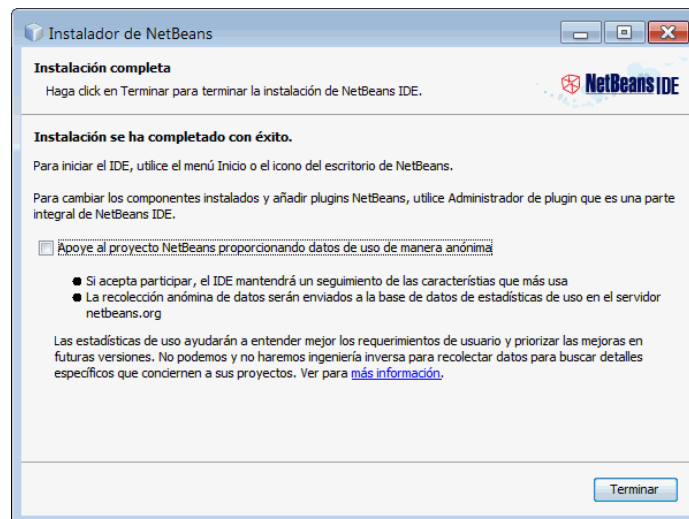 Instalador de NetBeans
Instalación completa
Haga click en Terminar para terminar la instalación de NetBeans IDE.
NetBeans IDE
Instalación se ha completado con éxito.
Para iniciar el IDE, utilice el menú Inicio o el icono del escritorio de NetBeans.
Para cambiar los componentes instalados y añadir plugins NetBeans, utilice Administrador de plugin que es una parte
integral de NetBeans IDE.
Apoye al proyecto NetBeans proporcionando datos de uso de manera anónima
Si acepta participar, el IDE mantendrá un seguimiento de las característias que más usa
La recolección anómina de datos serán enviados a la base de datos de estadísticas de uso en el servidor
netbeans.org
Las estadísticas de uso ayudarán a entender mejor los requerimientos de usuario y priorizar las mejoras en
futuras versiones. No podemos y no haremos ingeniería inversa para recolectar datos para buscar detalles
específicos que conciernen a sus proyectos. Ver para más información.
Terminar